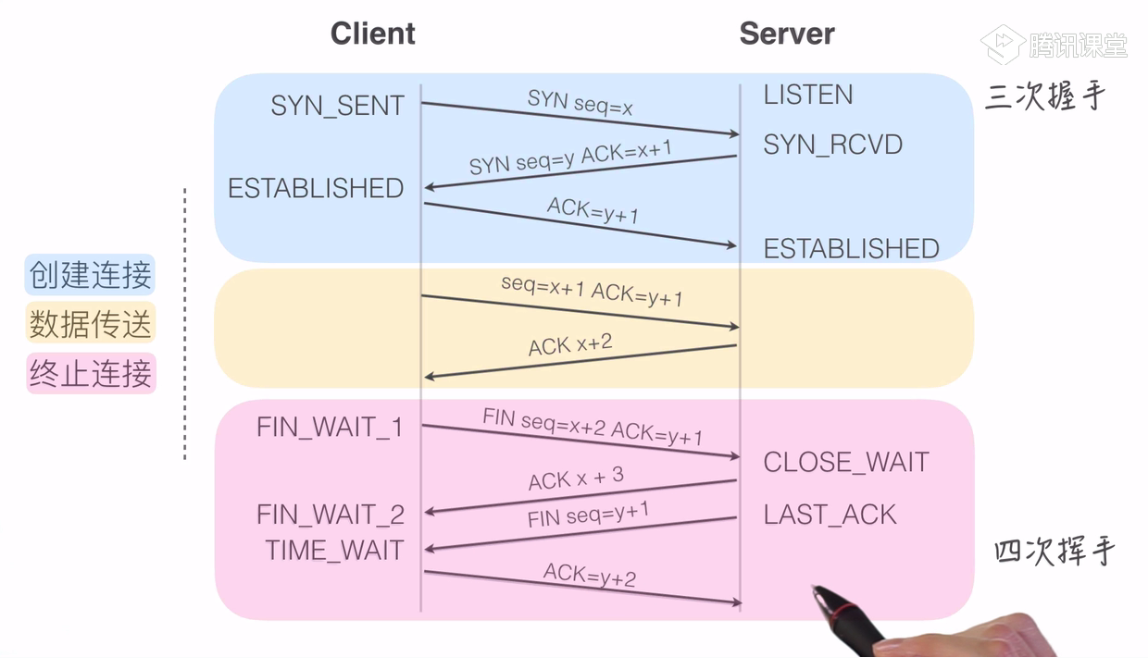 Client
Server
腾讯课堂
三次握手
SYN_SENT
SYN seq=x
LISTEN
SYN_RCVD
SYN seq=y ACK=x+1
ESTABLISHED
ACK=y+1
ESTABLISHED
创建连接
数据传送
终止连接
seq=x+1 ACK=y+1
ACK x+2
FIN_WAIT_1
FIN seq=x+2 ACK=y+1
CLOSE_WAIT
ACK x + 3
FIN_WAIT_2
FIN seq=y+1
LAST_ACK
TIME_WAIT
ACK=y+2
四次挥手